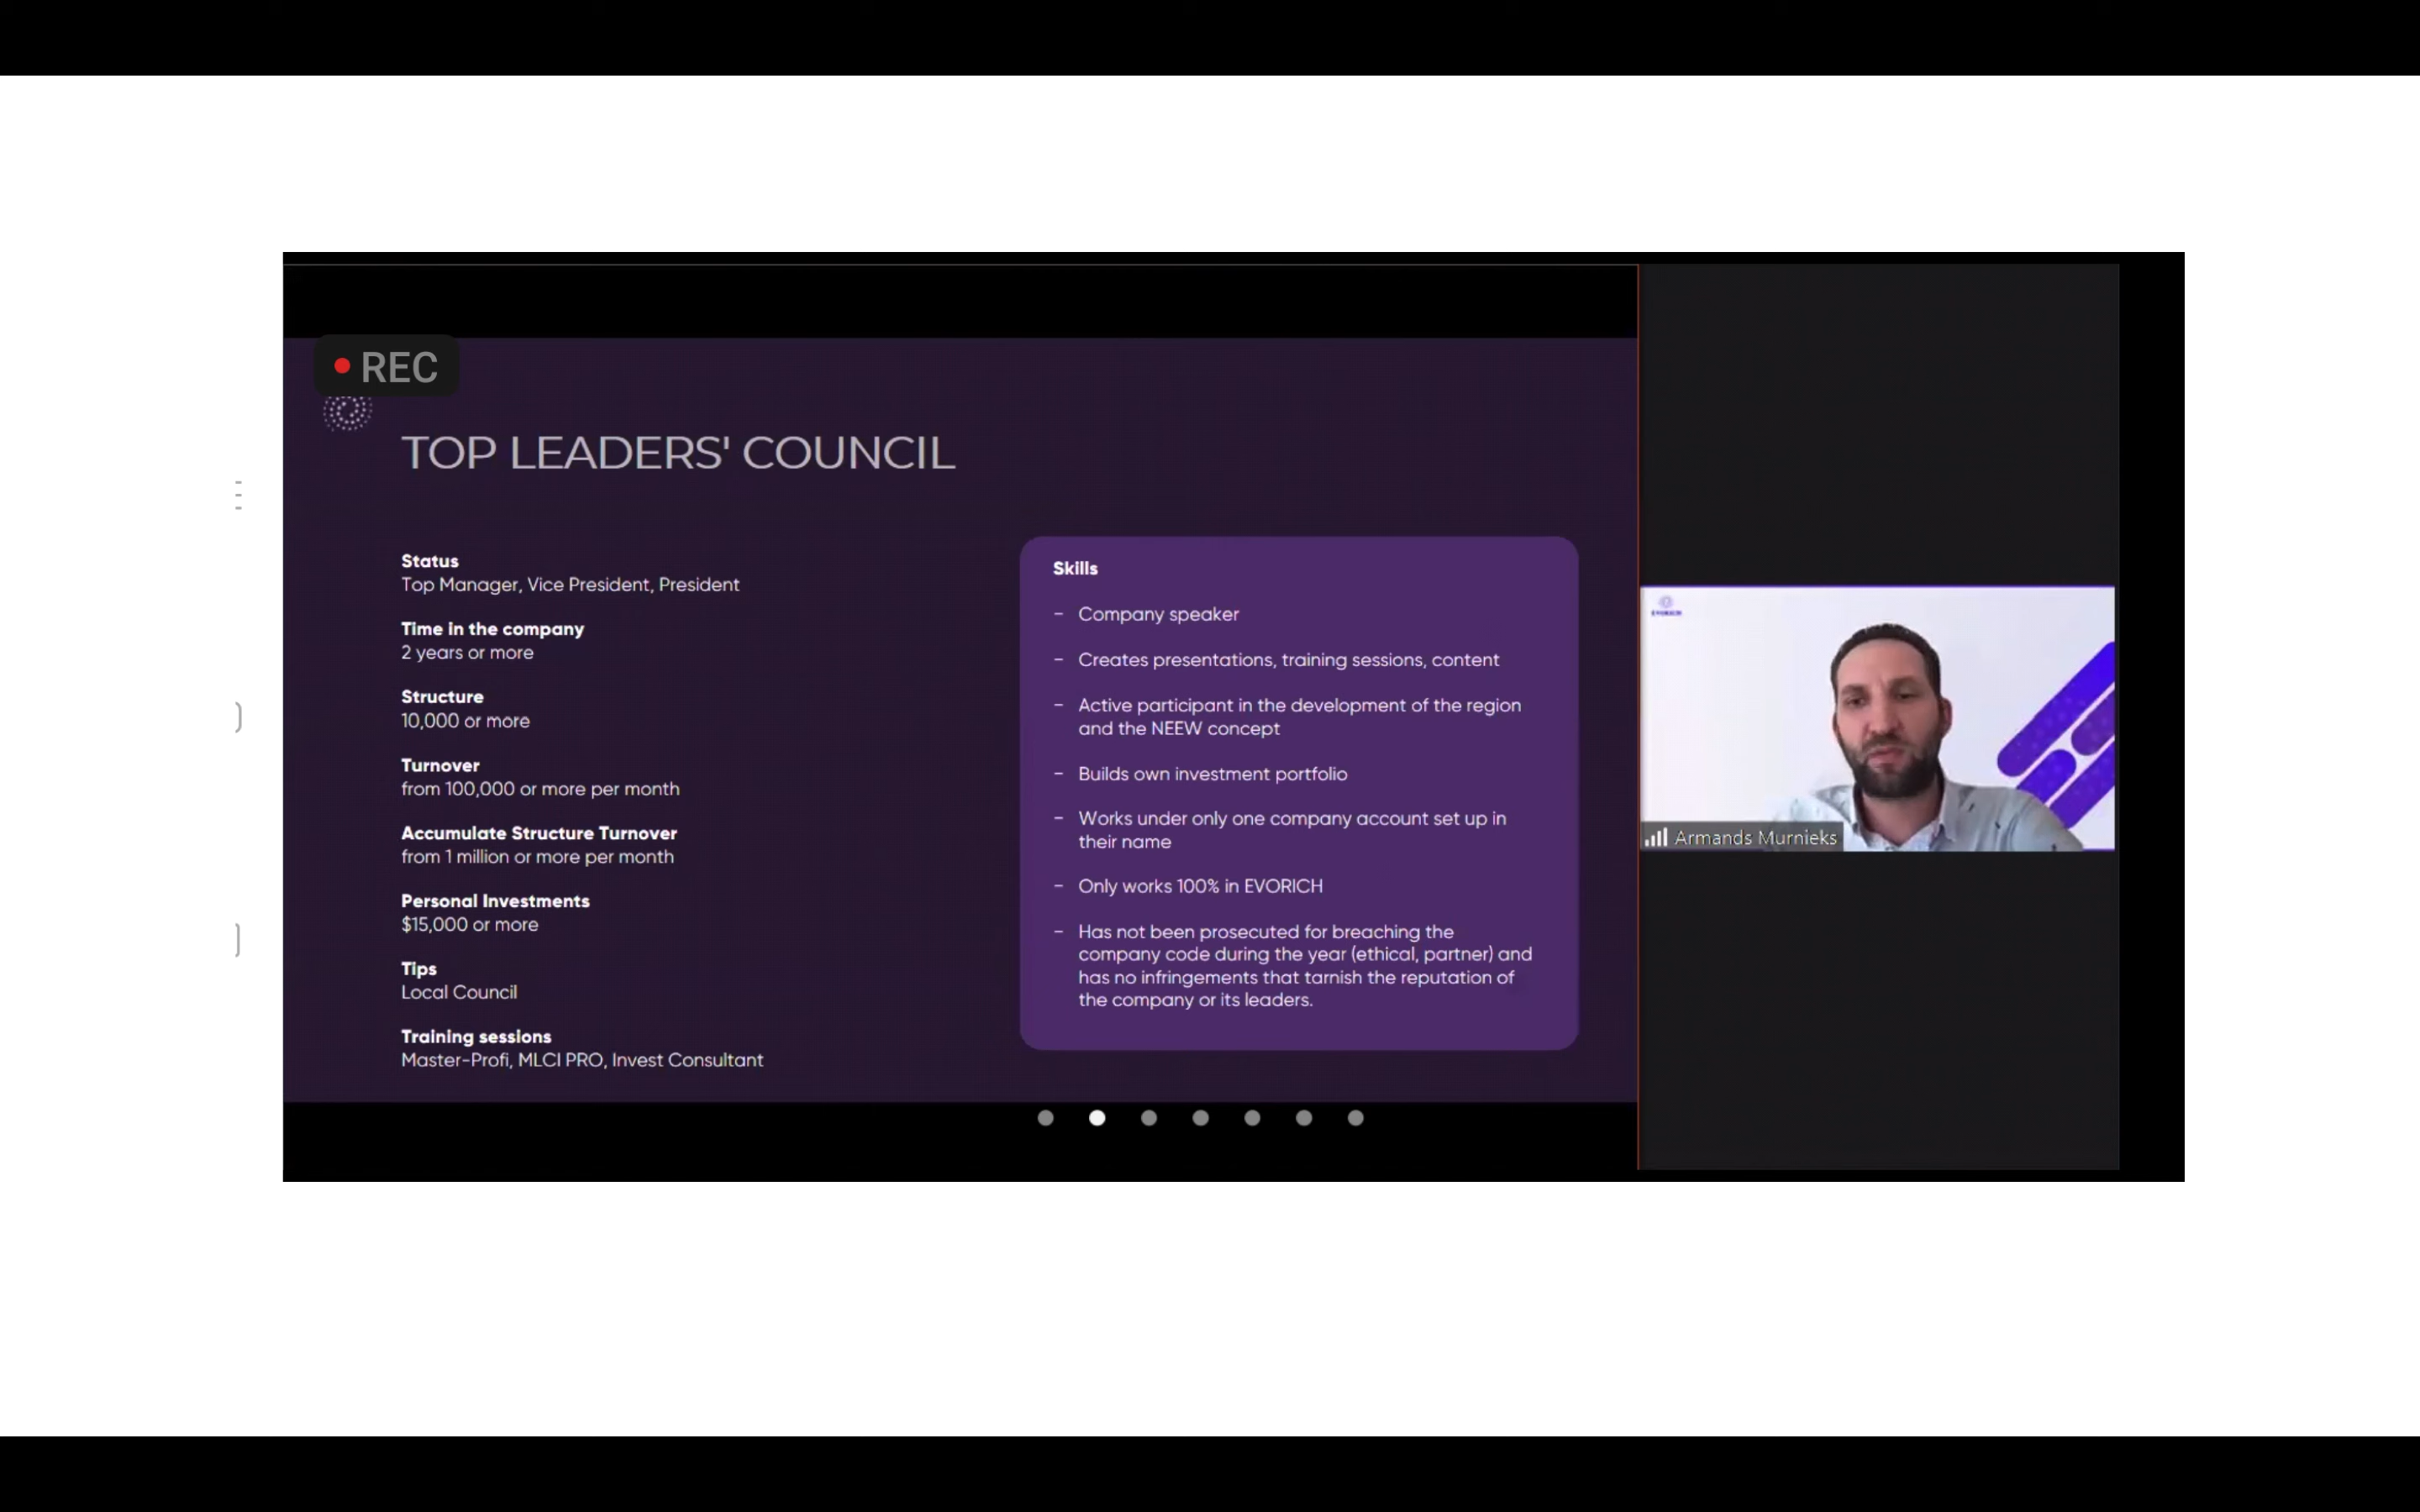 REC
TOP LEADERS' COUNCIL
Status
Top Manager, Vice President, President
Time in the company
2 years or more
Structure
10,000 or more
Turnover
from 100,000 or more per month
Accumulate Structure Turnover
from 1 million or more per month
Personal Investments
$15,000 or more
Tips
Local Council
Training sessions
Master-Profi, MLCI PRO, Invest Consultant
Skills
- Company speaker
- Creates presentations, training sessions, content
- Active participant in the development of the region
and the NEEW concept
- Builds own investment portfolio
- Works under only one company account set up in
their name
- Only works 100% in EVORICH
- Has not been prosecuted for breaching the
company code during the year (ethical, partner) and
has no infringements that tarnish the reputation of
the company or its leaders.
EVORICH
Armands Murnieks